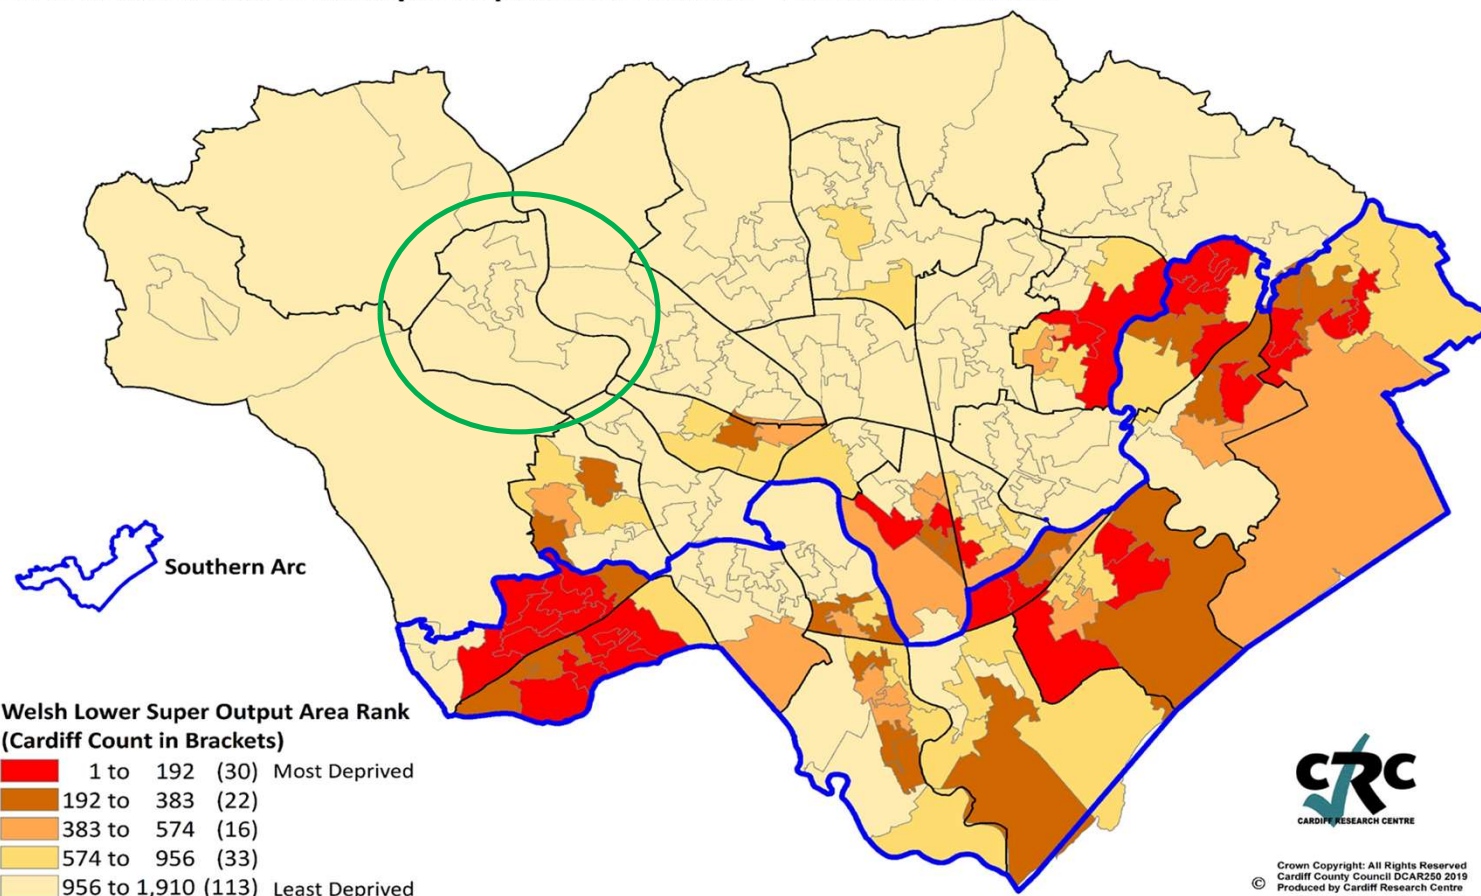 Southern Arc
Welsh Lower Super Output Area Rank
(Cardiff Count in Brackets)
1 to 192 (30) Most Deprived
192 to 383 (22)
383 to 574 (16)
574 to 956 (33)
956 to 1,910 (113) Least Deprived
CRC
CARDIFF RESEARCH CENTRE
Crown Copyright: All Rights Reserved
Cardiff County Council DCAR250 2019
© Produced by Cardiff Research Centre